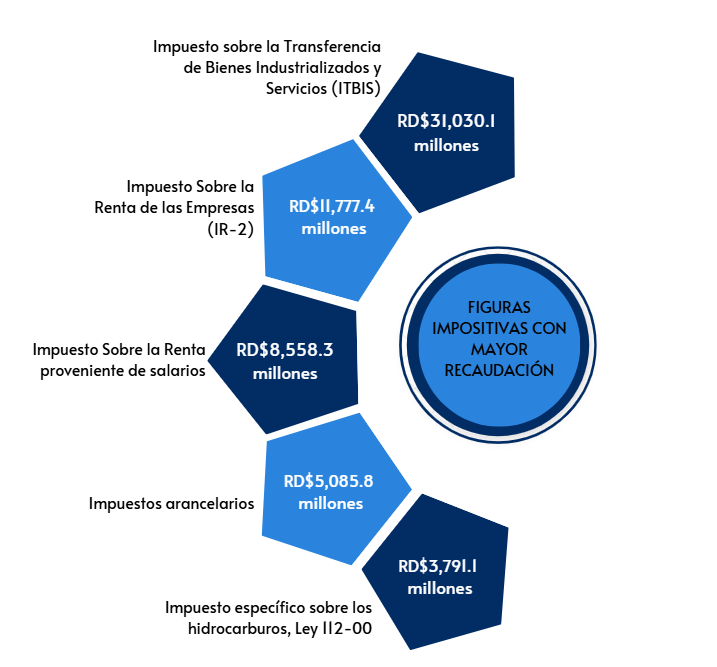 Impuesto sobre la Transferencia
de Bienes Industrializados y
Servicios (ITBIS)
RD$31,030.1
millones
Impuesto Sobre la
Renta de las Empresas
(IR-2)
RD$11,777.4
millones
FIGURAS
IMPOSITIVAS CON
MAYOR
RECAUDACIÓN
Impuesto Sobre la Renta
proveniente de salarios
RD$8,558.3
millones
Impuestos arancelarios
RD$5,085.8
millones
Impuesto específico sobre los
hidrocarburos, Ley 112-00
RD$3,791.1
millones